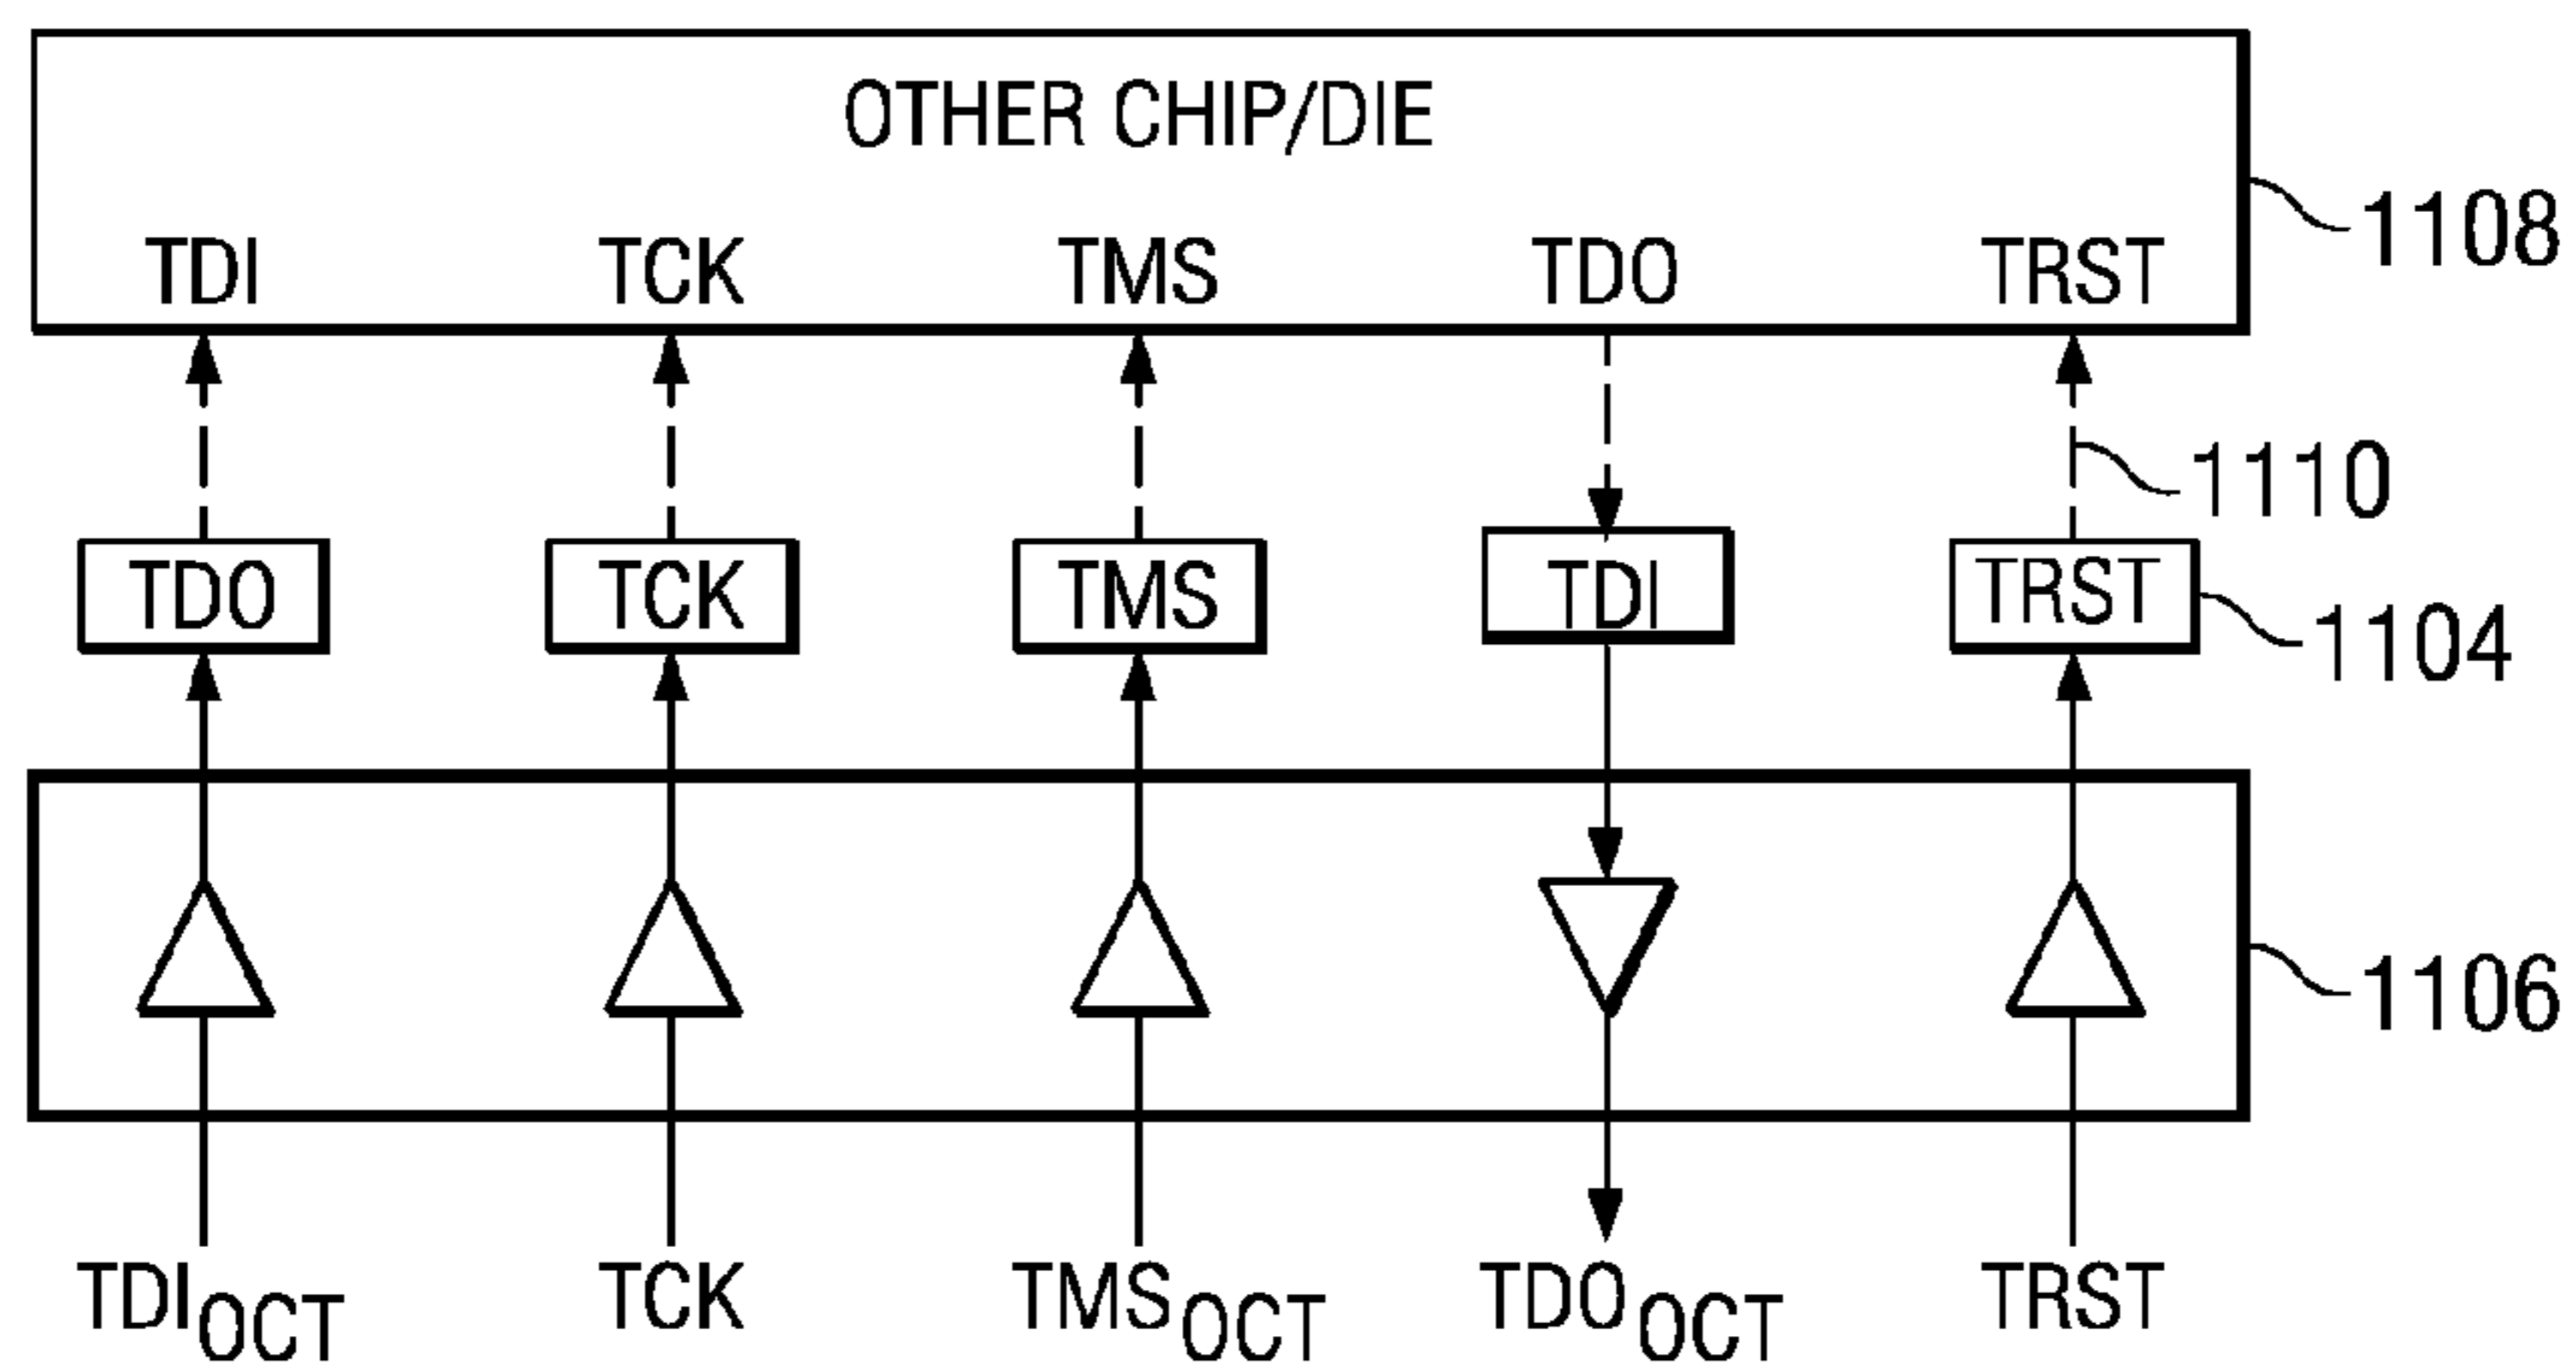 OTHER CHIP/DIE
TDI TCK TMS TDO TRST
1108
1110
TDO TCK TMS TDI TRST
1104
1106
TDIOCT TCK TMSOCT TDOOCT TRST